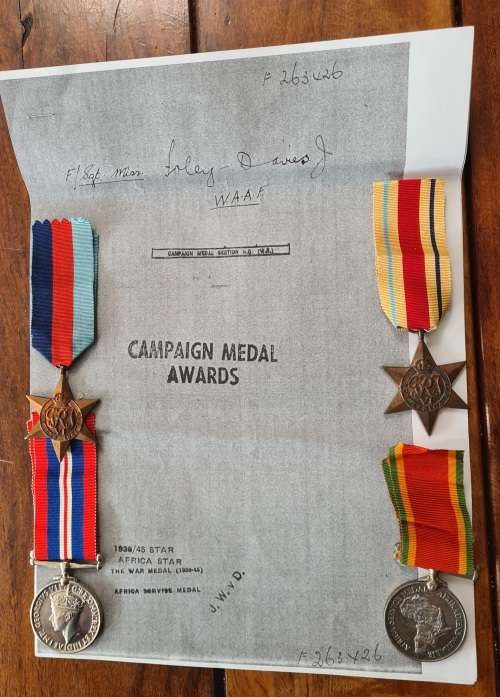 F 263426
F/Sgt. Miss. Foley-Davies J
W.A.A.F.
CAMPAIGN MEDAL SECTION H.Q.
CAMPAIGN MEDAL
AWARDS
1939/45 STAR
AFRICA STAR
THE WAR MEDAL (1939-45)
AFRICA SERVICE MEDAL
J. W. v D.
F 263426